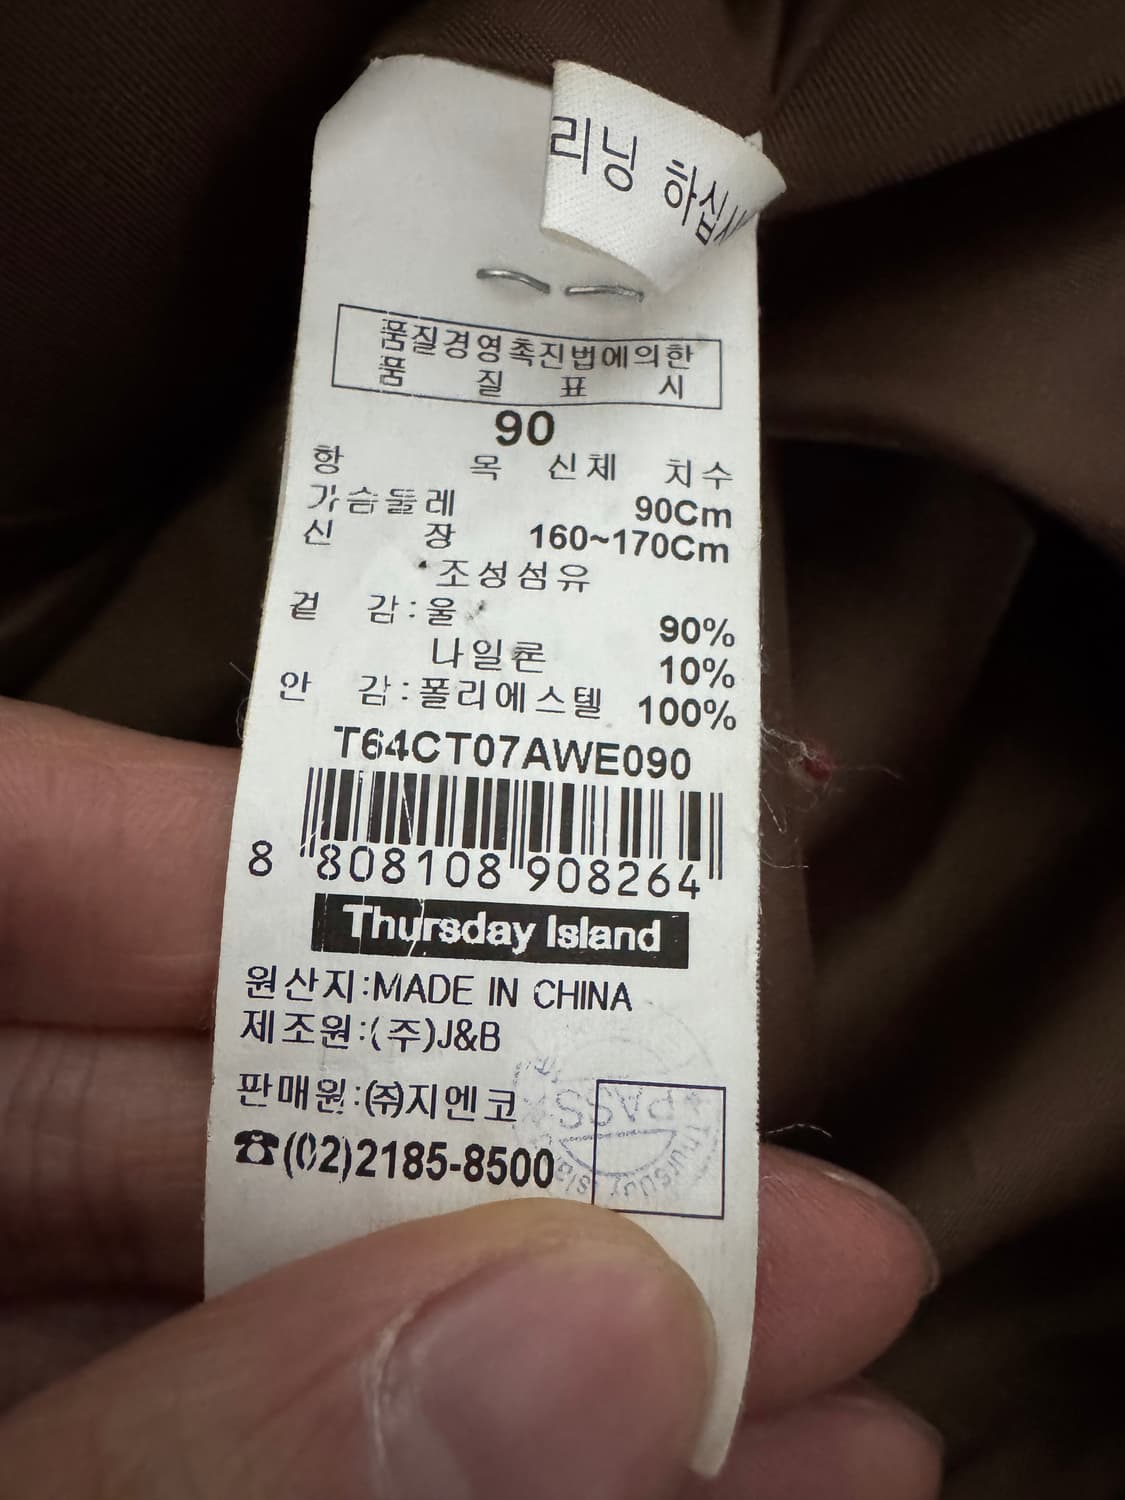 리닝 하십시
품질경영촉진법에의한
품 질 표 시
90
항 목 신체 치수
가슴둘레 90Cm
신 장 160~170Cm
조성섬유
겉 감:울 90%
나일론 10%
안 감:폴리에스텔 100%
T64CT07AWE090
8 808108 908264
Thursday Island
원산지:MADE IN CHINA
제조원:(주)J&B
판매원:㈜지엔코
☎(02)2185-8500
PASS
Thursday Island